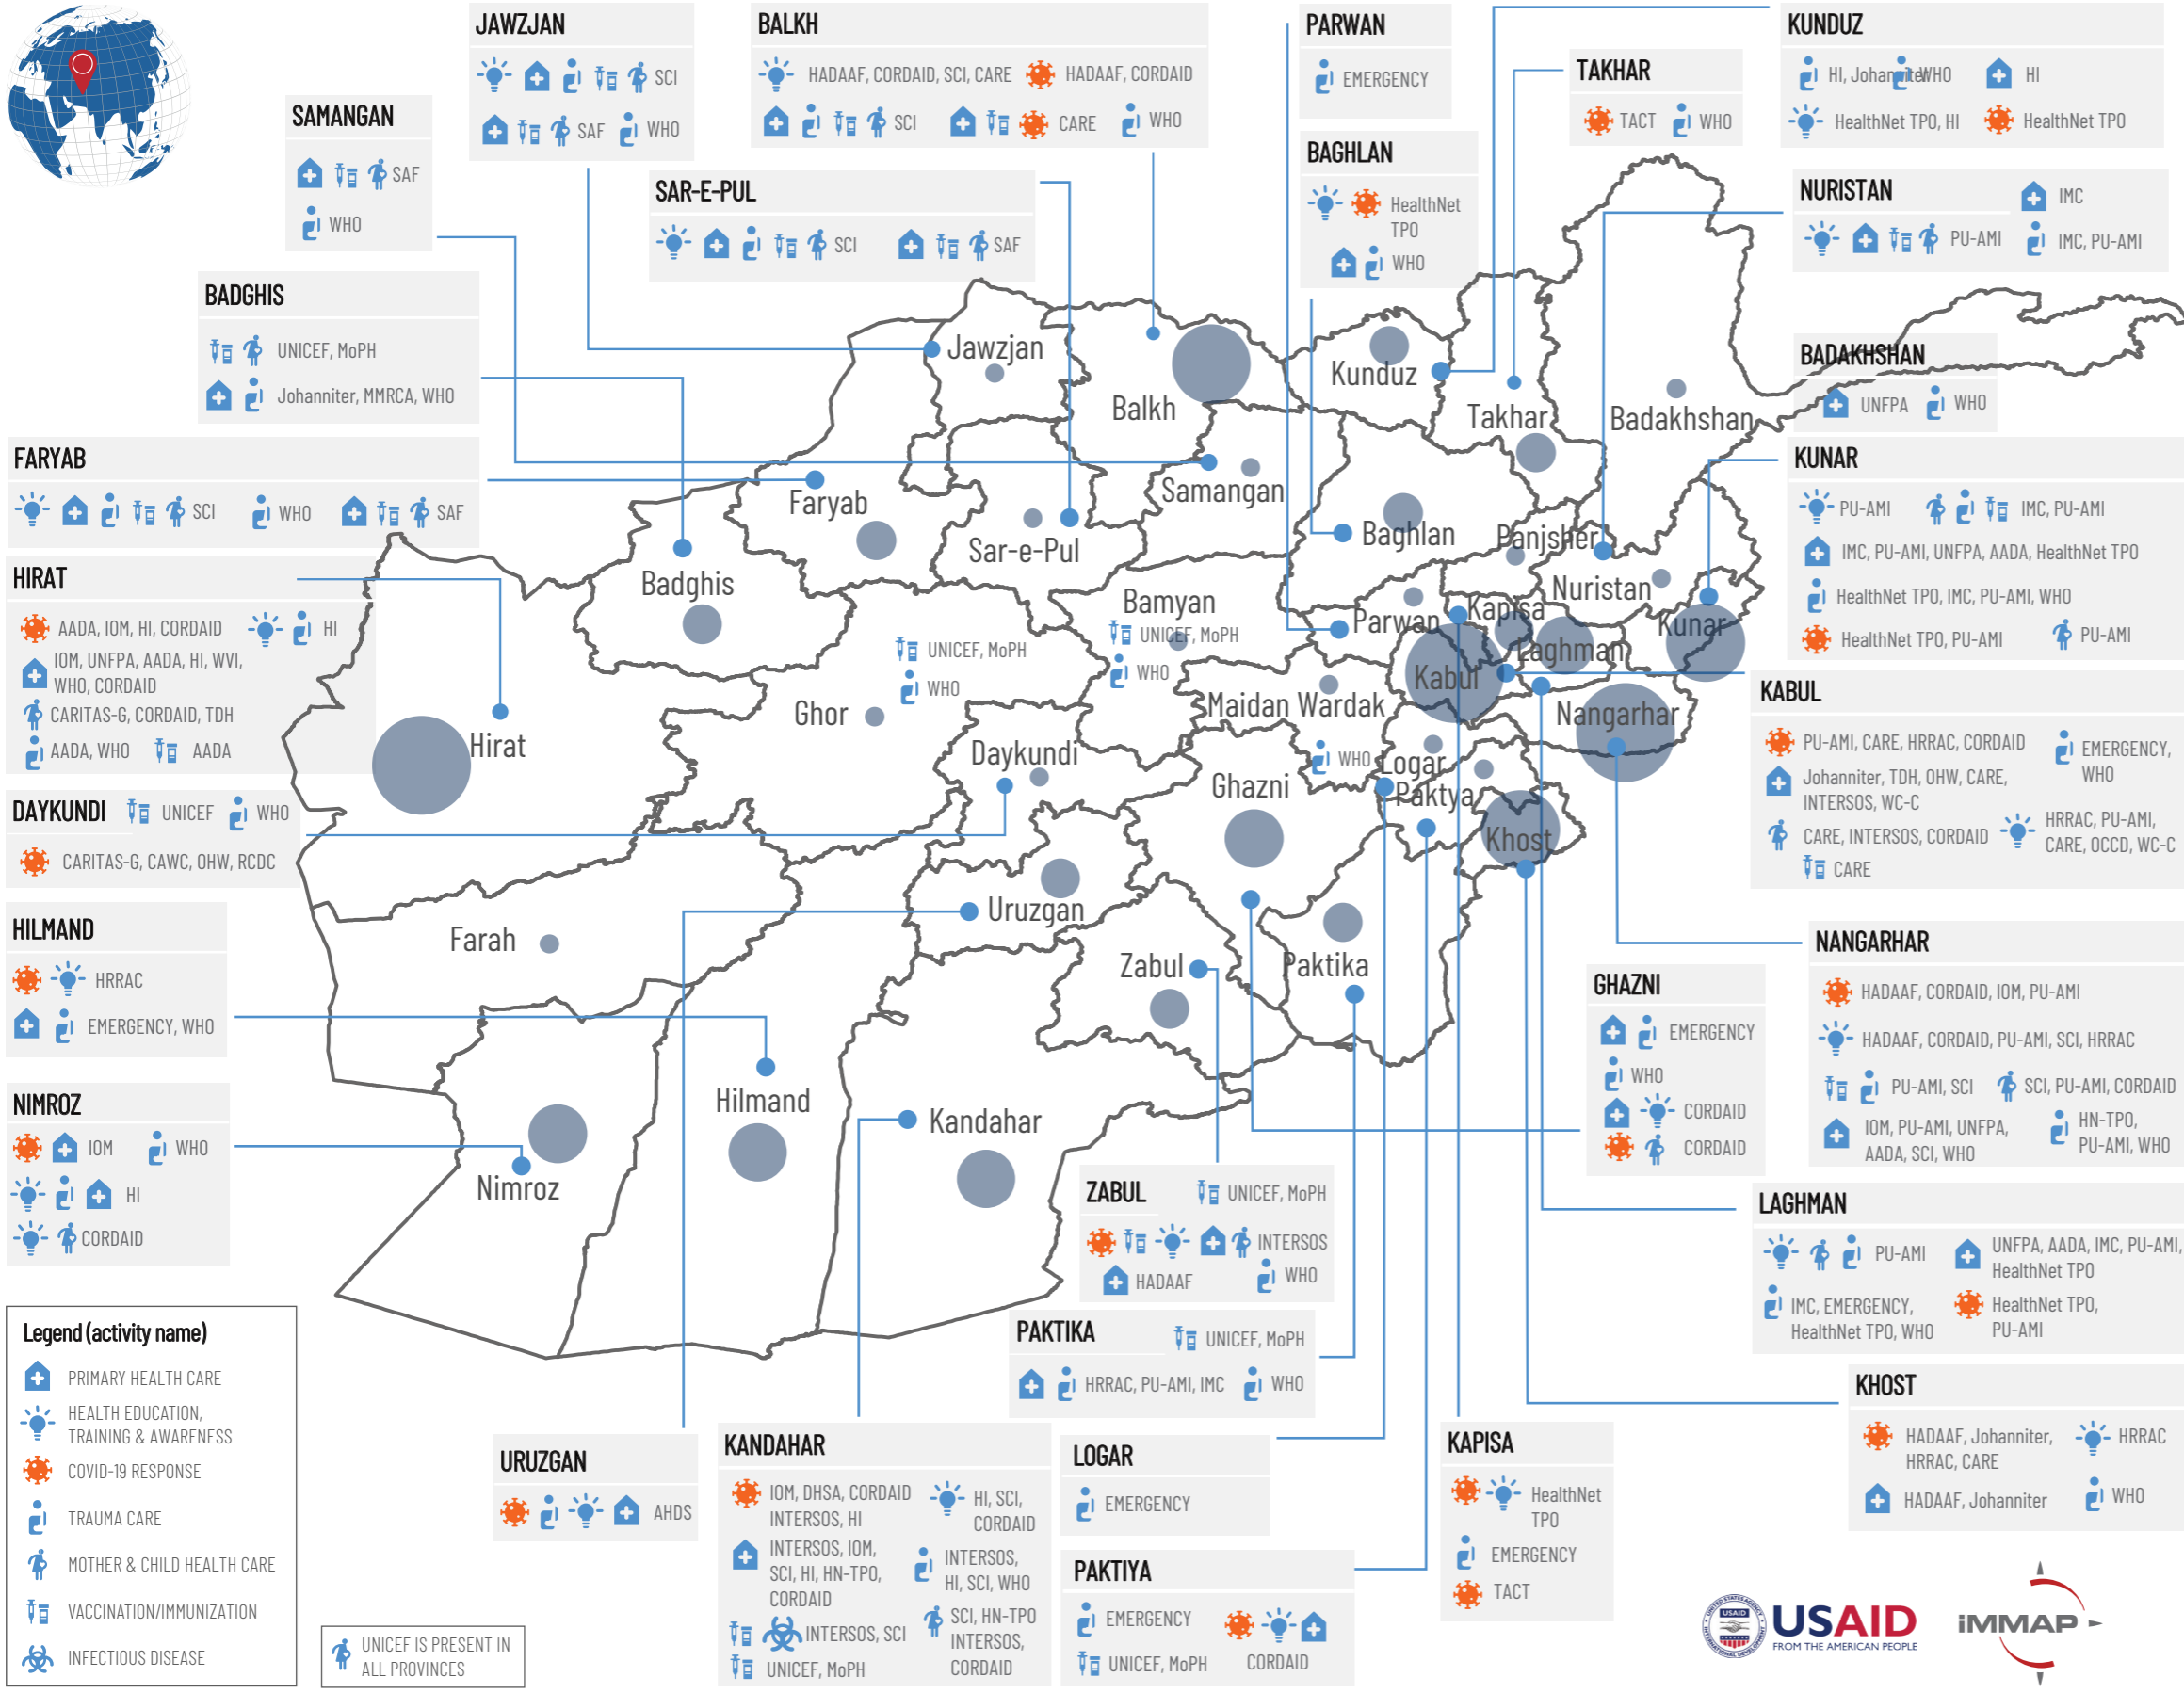 JAWZJAN
SCI
SAF
WHO
BALKH
HADAAF, CORDAID, SCI, CARE
HADAAF, CORDAID
SCI
CARE
WHO
PARWAN
EMERGENCY
TAKHAR
TACT
WHO
KUNDUZ
HI, Johanniter
WHO
HI
HealthNet TPO, HI
HealthNet TPO
SAMANGAN
SAF
WHO
SAR-E-PUL
SCI
SAF
BAGHLAN
HealthNet
TPO
WHO
NURISTAN
IMC
PU-AMI
IMC, PU-AMI
BADGHIS
UNICEF, MoPH
Johanniter, MMRCA, WHO
BADAKHSHAN
UNFPA
WHO
FARYAB
SCI
WHO
SAF
KUNAR
PU-AMI
IMC, PU-AMI
IMC, PU-AMI, UNFPA, AADA, HealthNet TPO
HealthNet TPO, IMC, PU-AMI, WHO
HealthNet TPO, PU-AMI
PU-AMI
HIRAT
AADA, IOM, HI, CORDAID
HI
IOM, UNFPA, AADA, HI, WVI,
WHO, CORDAID
CARITAS-G, CORDAID, TDH
AADA, WHO
AADA
KABUL
PU-AMI, CARE, HRRAC, CORDAID
EMERGENCY,
WHO
Johanniter, TDH, OHW, CARE,
INTERSOS, WC-C
CARE, INTERSOS, CORDAID
HRRAC, PU-AMI,
CARE, OCCD, WC-C
CARE
DAYKUNDI
UNICEF
WHO
CARITAS-G, CAWC, OHW, RCDC
HILMAND
HRRAC
EMERGENCY, WHO
NIMROZ
IOM
WHO
HI
CORDAID
Jawzjan
Balkh
Kunduz
Takhar
Badakhshan
Samangan
Faryab
Sar-e-Pul
Baghlan
Panjsher
Badghis
Nuristan
Bamyan
UNICEF, MoPH
WHO
Parwan
Kapisa
Kunar
Laghman
Kabul
UNICEF, MoPH
WHO
Ghor
Maidan Wardak
WHO
Nangarhar
Hirat
Daykundi
Ghazni
Logar
Paktya
Khost
Uruzgan
Farah
Zabul
Paktika
Hilmand
Kandahar
Nimroz
GHAZNI
EMERGENCY
WHO
CORDAID
CORDAID
NANGARHAR
HADAAF, CORDAID, IOM, PU-AMI
HADAAF, CORDAID, PU-AMI, SCI, HRRAC
PU-AMI, SCI
SCI, PU-AMI, CORDAID
IOM, PU-AMI, UNFPA,
AADA, SCI, WHO
HN-TPO,
PU-AMI, WHO
ZABUL
UNICEF, MoPH
INTERSOS
HADAAF
WHO
LAGHMAN
PU-AMI
UNFPA, AADA, IMC, PU-AMI,
HealthNet TPO
IMC, EMERGENCY,
HealthNet TPO, WHO
HealthNet TPO,
PU-AMI
PAKTIKA
UNICEF, MoPH
HRRAC, PU-AMI, IMC
WHO
KHOST
HADAAF, Johanniter,
HRRAC, CARE
HRRAC
HADAAF, Johanniter
WHO
URUZGAN
AHDS
KANDAHAR
IOM, DHSA, CORDAID
INTERSOS, HI
HI, SCI,
CORDAID
INTERSOS, IOM,
SCI, HI, HN-TPO,
CORDAID
INTERSOS,
HI, SCI, WHO
INTERSOS, SCI
SCI, HN-TPO
INTERSOS,
CORDAID
UNICEF, MoPH
LOGAR
EMERGENCY
PAKTIYA
EMERGENCY
UNICEF, MoPH
CORDAID
KAPISA
HealthNet
TPO
EMERGENCY
TACT
Legend (activity name)
PRIMARY HEALTH CARE
HEALTH EDUCATION,
TRAINING & AWARENESS
COVID-19 RESPONSE
TRAUMA CARE
MOTHER & CHILD HEALTH CARE
VACCINATION/IMMUNIZATION
INFECTIOUS DISEASE
UNICEF IS PRESENT IN
ALL PROVINCES
UNITED STATES AGENCY
INTERNATIONAL DEVELOPMENT
USAID
USAID
FROM THE AMERICAN PEOPLE
iMMAP